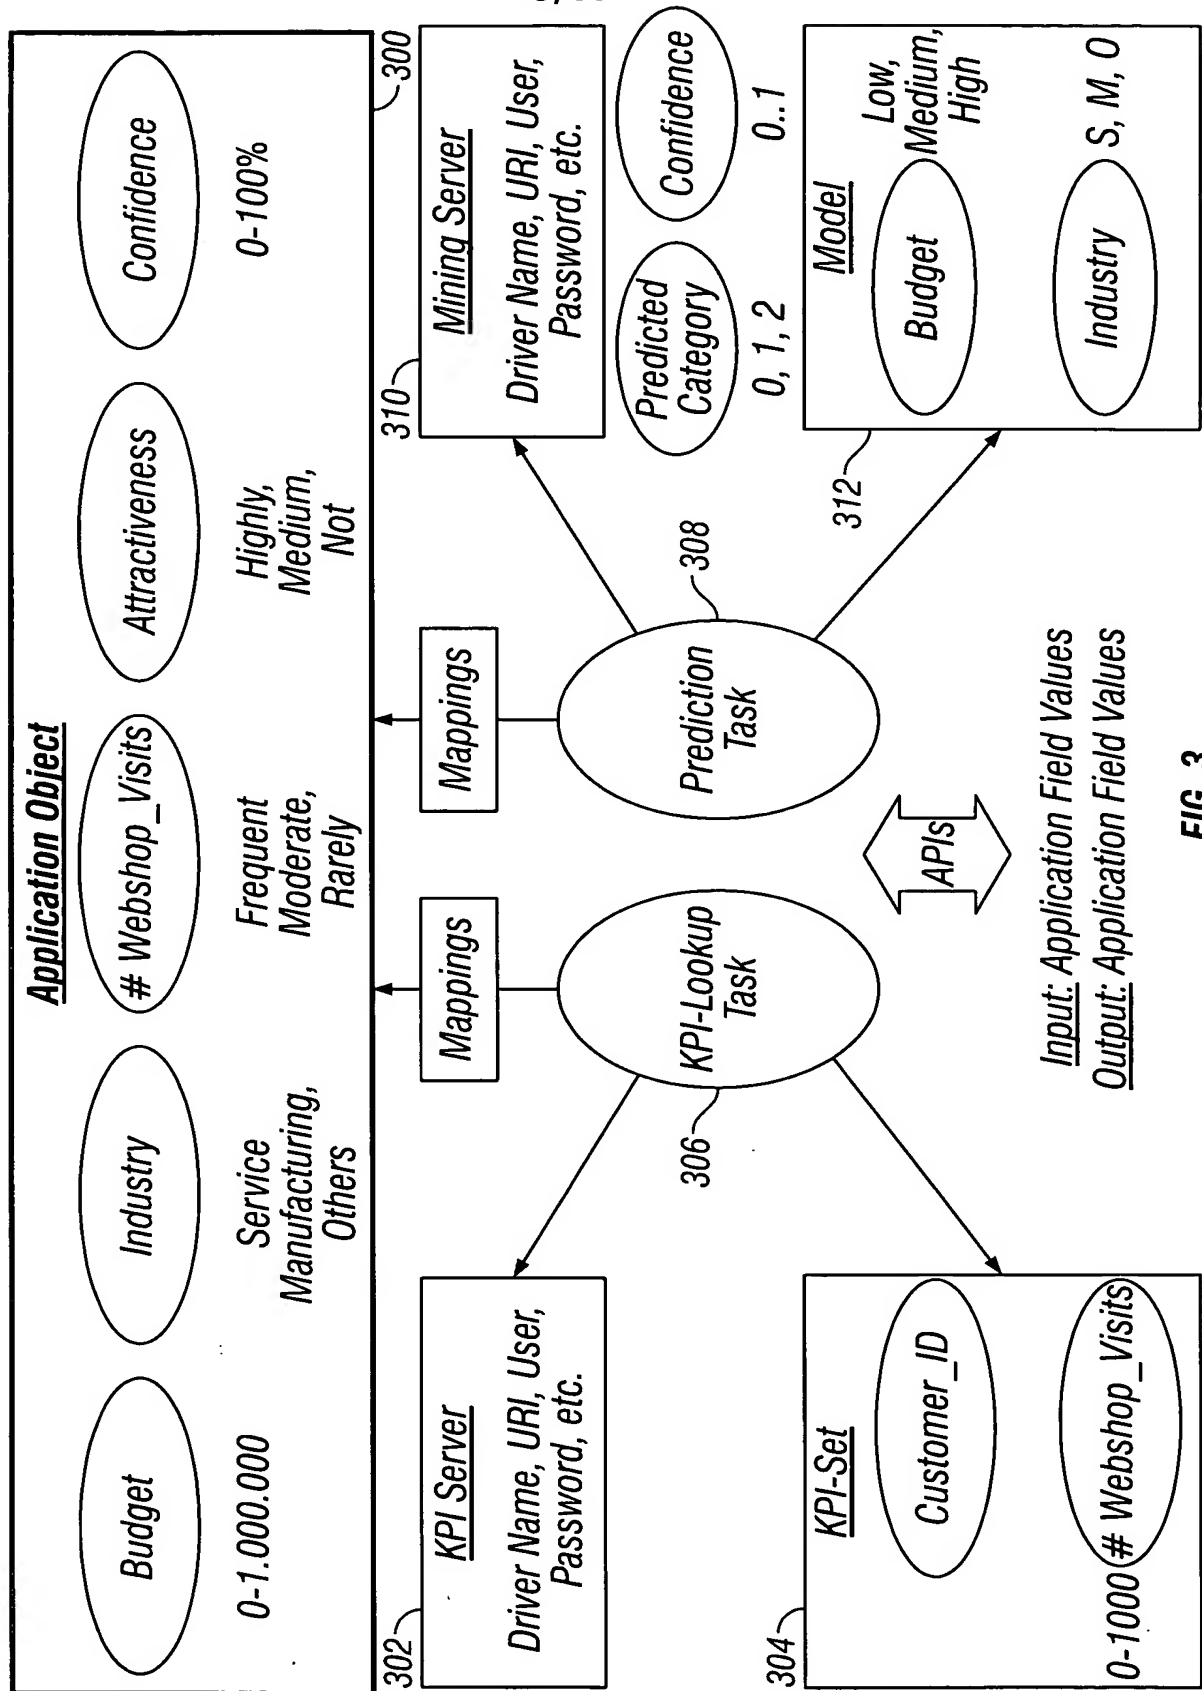 Application Object
Budget
0-1.000.000
Industry
Service
Manufacturing,
Others
# Webshop_Visits
Frequent
Moderate,
Rarely
Attractiveness
Highly,
Medium,
Not
Confidence
0-100%
300
302
KPI Server
Driver Name, URI, User,
Password, etc.
Mappings
Mappings
310
Mining Server
Driver Name, URI, User,
Password, etc.
Predicted
Category
0, 1, 2
Confidence
0..1
306
KPI-Lookup
Task
Prediction
Task
308
304
KPI-Set
Customer_ID
0-1000
# Webshop_Visits
APIs
312
Model
Budget
Low,
Medium,
High
Industry
S, M, O
Input: Application Field Values
Output: Application Field Values
FIG. 3